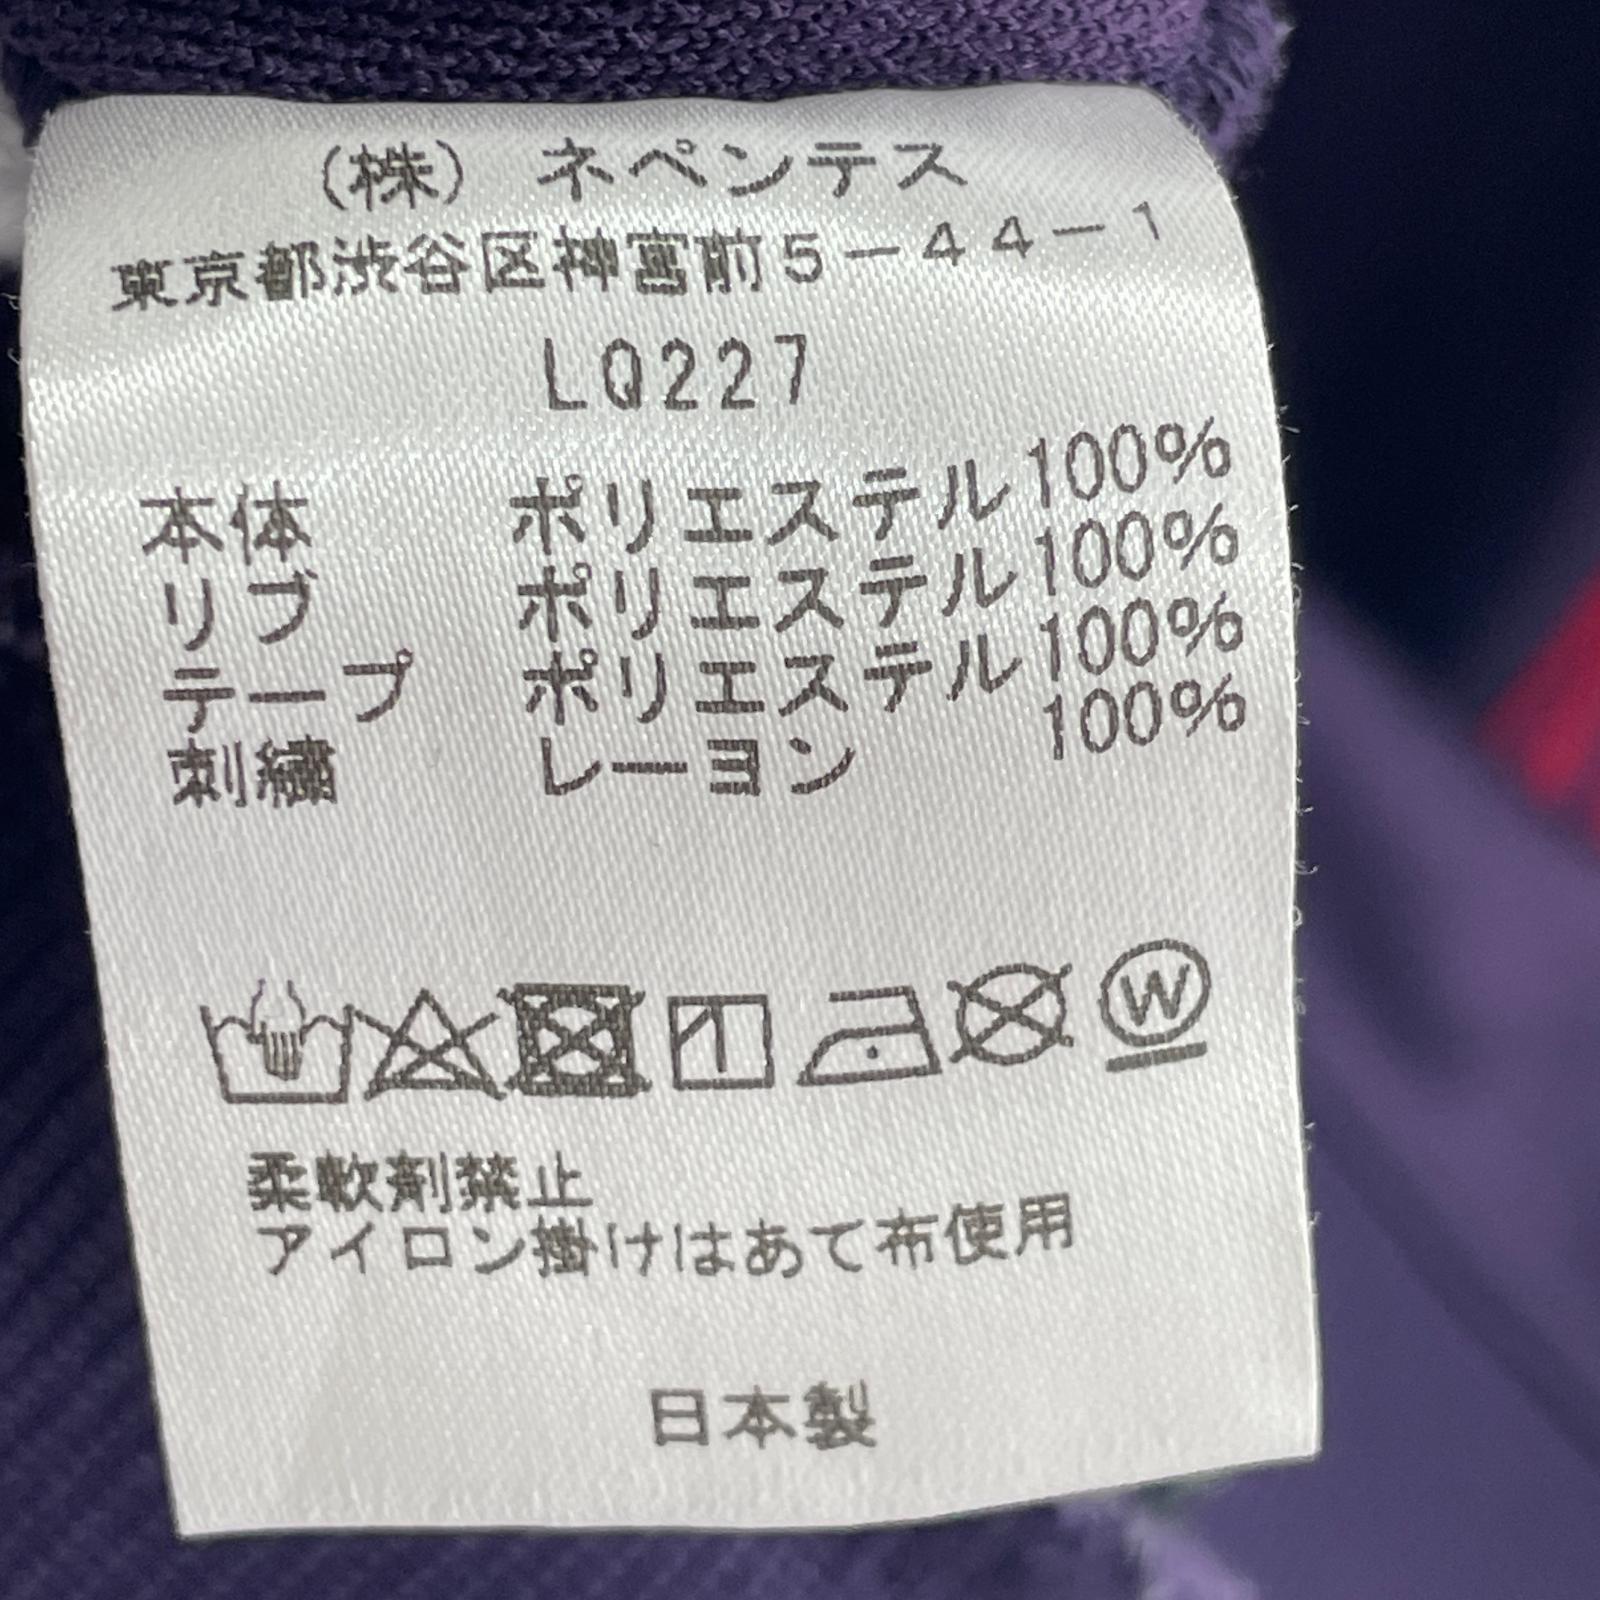 (株) ネペンテス
東京都渋谷区神宮前5-44-1
LQ227
本体 ポリエステル100%
リブ ポリエステル100%
テープ ポリエステル100%
刺繍 レーヨン 100%
W
柔軟剤禁止
アイロン掛けはあて布使用
日本製